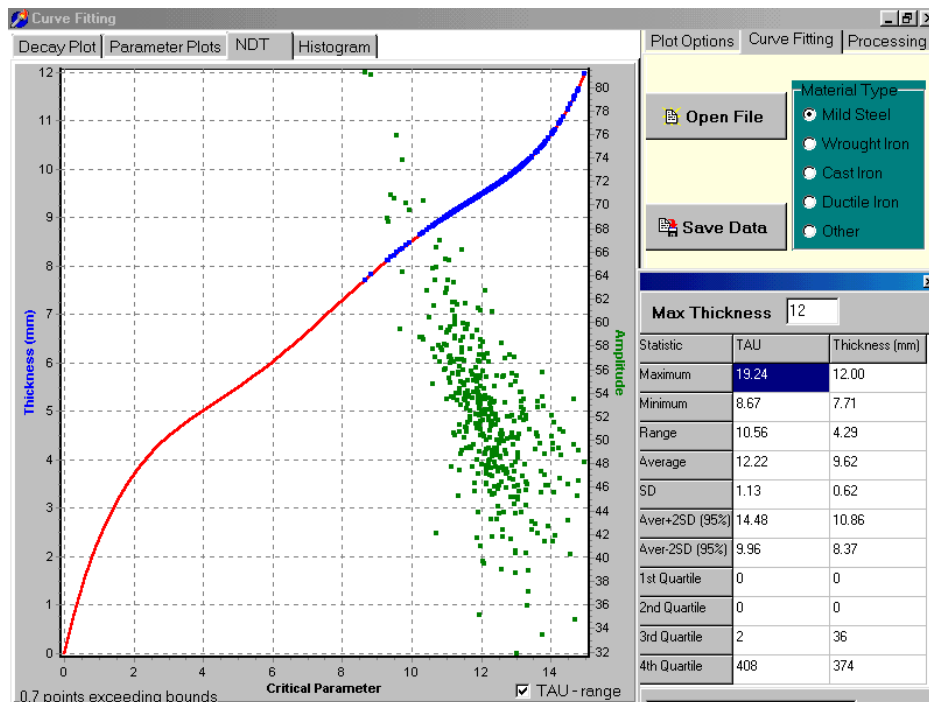 Curve Fitting
Decay Plot Parameter Plots NDT Histogram
Plot Options Curve Fitting Processing
Open File
Save Data
Material Type
Mild Steel
Wrought Iron
Cast Iron
Ductile Iron
Other
Thickness (mm)
12
11
10
9
8
7
6
5
4
3
2
1
0
0 2 4 6 8 10 12 14
Critical Parameter
80
78
76
74
72
70
68
66
64
62
60
58
56
54
52
50
48
46
44
42
40
38
36
34
32
Amplitude
0.7 points exceeding bounds
TAU - range
Max Thickness 12
Statistic TAU Thickness (mm)
Maximum 19.24 12.00
Minimum 8.67 7.71
Range 10.56 4.29
Average 12.22 9.62
SD 1.13 0.62
Aver+2SD (95%) 14.48 10.86
Aver-2SD (95%) 9.96 8.37
1st Quartile 0 0
2nd Quartile 0 0
3rd Quartile 2 36
4th Quartile 408 374